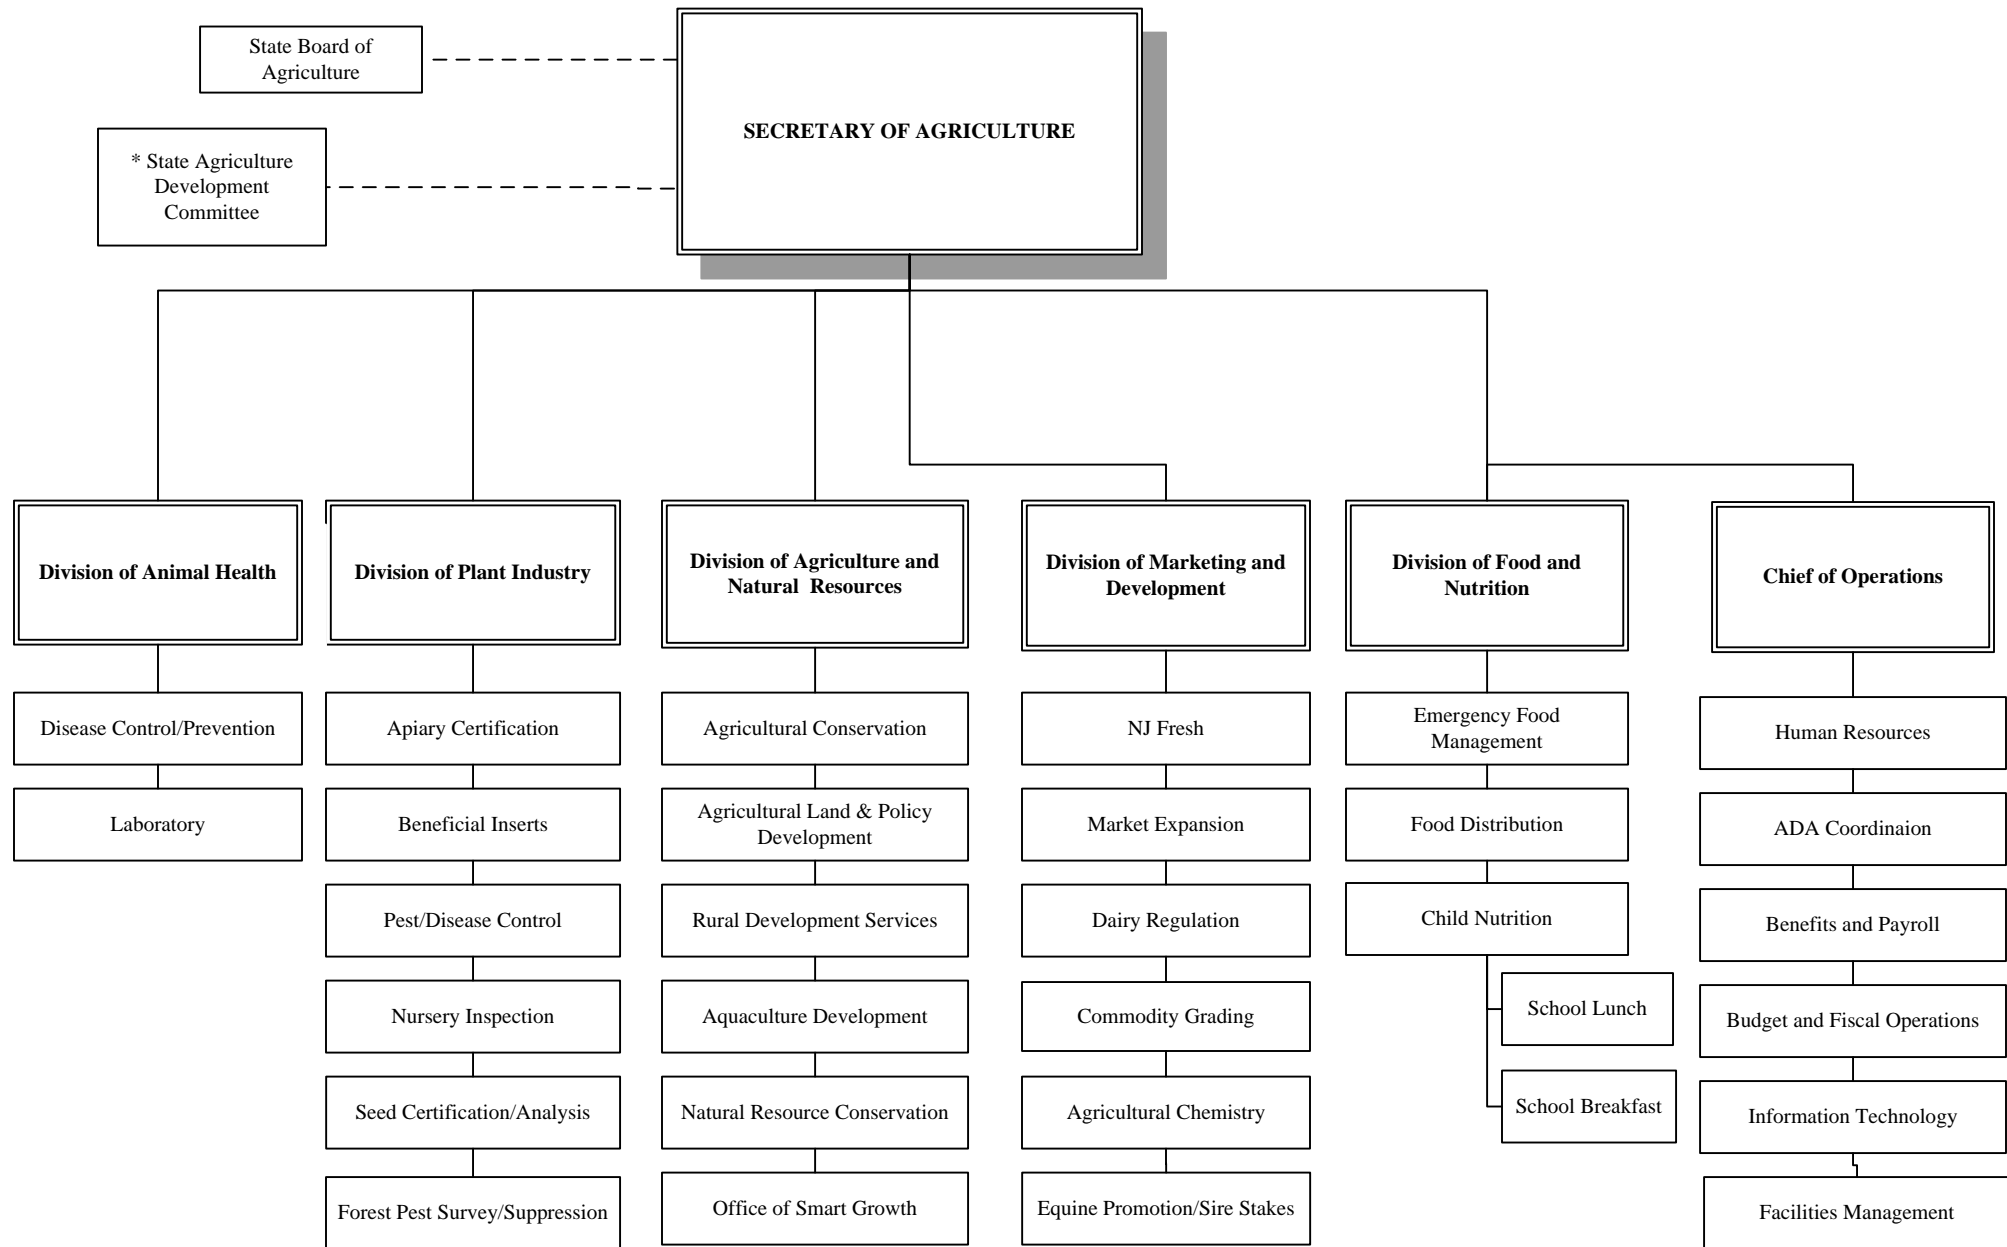 State Board of
Agriculture
SECRETARY OF AGRICULTURE
* State Agriculture
Development
Committee
Division of Animal Health
Division of Plant Industry
Division of Agriculture and
Natural  Resources
Division of Marketing and
Development
Division of Food and
Nutrition
Chief of Operations
Disease Control/Prevention
Laboratory
Apiary Certification
Beneficial Inserts
Pest/Disease Control
Nursery Inspection
Seed Certification/Analysis
Forest Pest Survey/Suppression
Agricultural Conservation
Agricultural Land & Policy
Development
Rural Development Services
Aquaculture Development
Natural Resource Conservation
Office of Smart Growth
NJ Fresh
Market Expansion
Dairy Regulation
Commodity Grading
Agricultural Chemistry
Equine Promotion/Sire Stakes
Emergency Food
Management
Food Distribution
Child Nutrition
School Lunch
School Breakfast
Human Resources
ADA Coordinaion
Benefits and Payroll
Budget and Fiscal Operations
Information Technology
Facilities Management